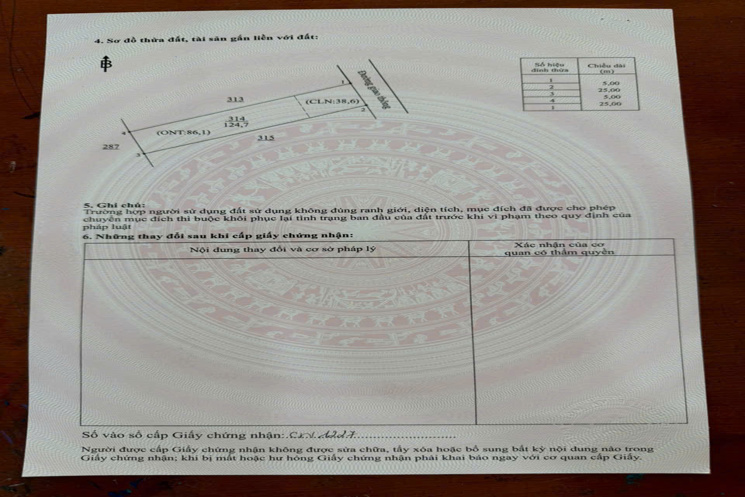 4. Sơ đồ thửa đất, tài sản gắn liền với đất:
B
Số hiệu đỉnh thửa
Chiều dài (m)
1
5,00
2
25,00
3
5,00
4
25,00
1
1
Đường giao thông
313
(CLN:38,6)
2
314
124,7
4
(ONT:86,1)
315
287
3
5. Ghi chú:
Trường hợp người sử dụng đất sử dụng không đúng ranh giới, diện tích, mục đích đã được cho phép
chuyển mục đích thì buộc khôi phục lại tình trạng ban đầu của đất trước khi vi phạm theo quy định của
pháp luật
6. Những thay đổi sau khi cấp giấy chứng nhận:
Nội dung thay đổi và cơ sở pháp lý
Xác nhận của cơ
quan có thẩm quyền
Số vào sổ cấp Giấy chứng nhận: 1227
Người được cấp Giấy chứng nhận không được sửa chữa, tẩy xóa hoặc bổ sung bất kỳ nội dung nào trong
Giấy chứng nhận; khi bị mất hoặc hư hỏng Giấy chứng nhận phải khai báo ngay với cơ quan cấp Giấy.